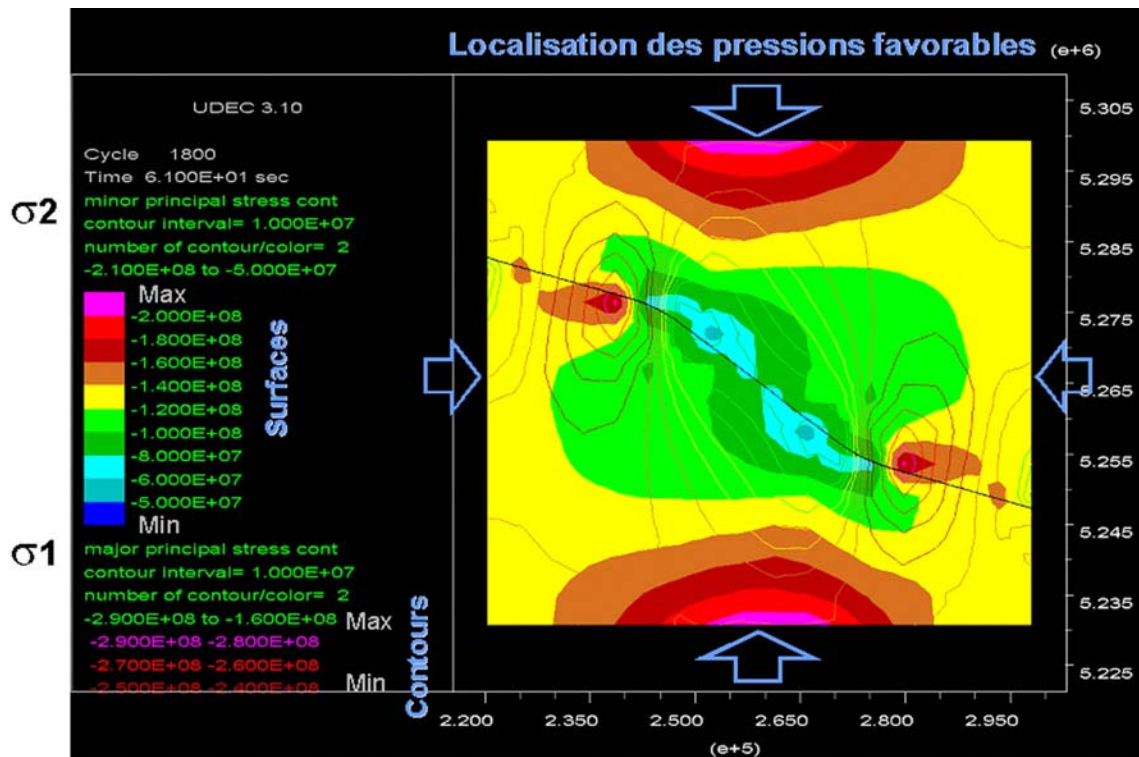 Localisation des pressions favorables (e+6)
UDEC 3.10
Cycle 1800
Time 6.100E+01 sec
σ2
minor principal stress cont
contour interval= 1.000E+07
number of contour/color= 2
-2.100E+08 to -5.000E+07
Max
-2.000E+08
-1.800E+08
-1.600E+08
-1.400E+08
-1.200E+08
-1.000E+08
-8.000E+07
-6.000E+07
-5.000E+07
Min
Surfaces
σ1
major principal stress cont
contour interval= 1.000E+07
number of contour/color= 2
-2.900E+08 to -1.600E+08 Max
-2.900E+08 -2.800E+08
-2.700E+08 -2.600E+08
-2.500E+08 -2.400E+08 Min
Contours
5.305
5.295
5.285
5.275
5.265
5.255
5.245
5.235
5.225
2.200 2.350 2.500 2.650 2.800 2.950
(e+5)